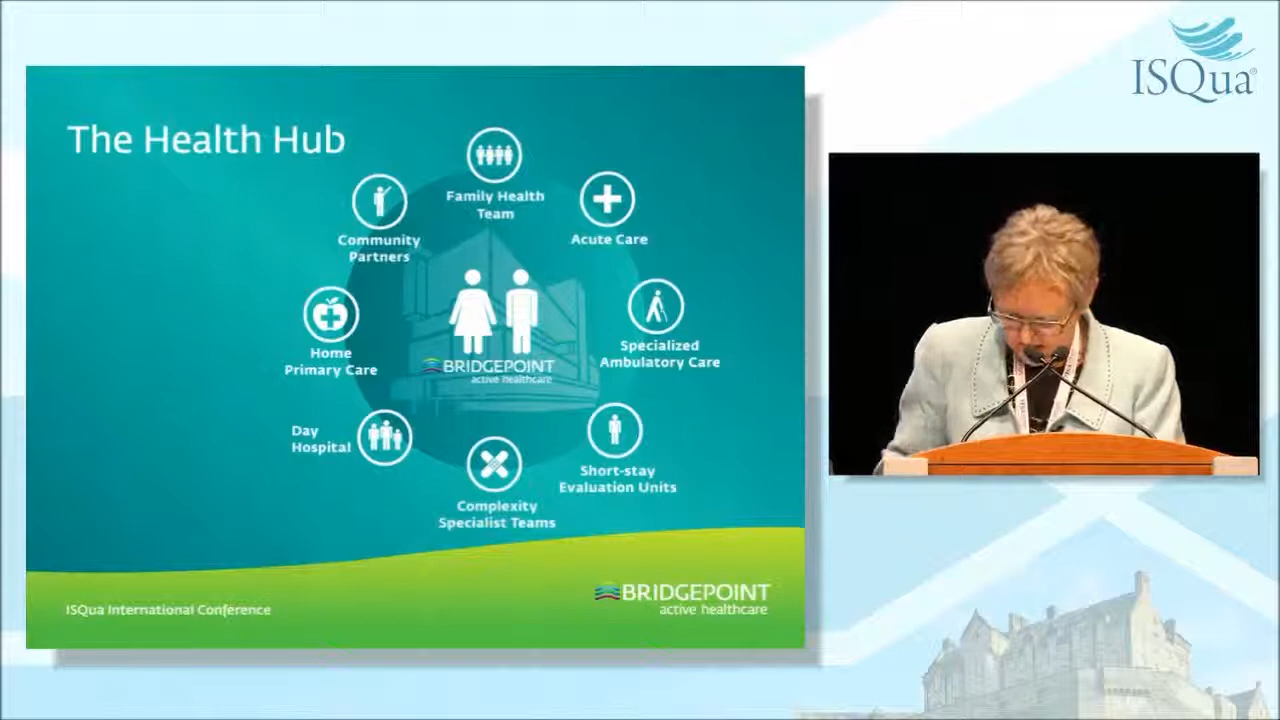 ISQua
The Health Hub
Family Health
Team
Acute Care
Specialized
Ambulatory Care
Short-stay
Evaluation Units
Complexity
Specialist Teams
Day
Hospital
Home
Primary Care
Community
Partners
BRIDGEPOINT
active healthcare
ISQua International Conference
BRIDGEPOINT
active healthcare